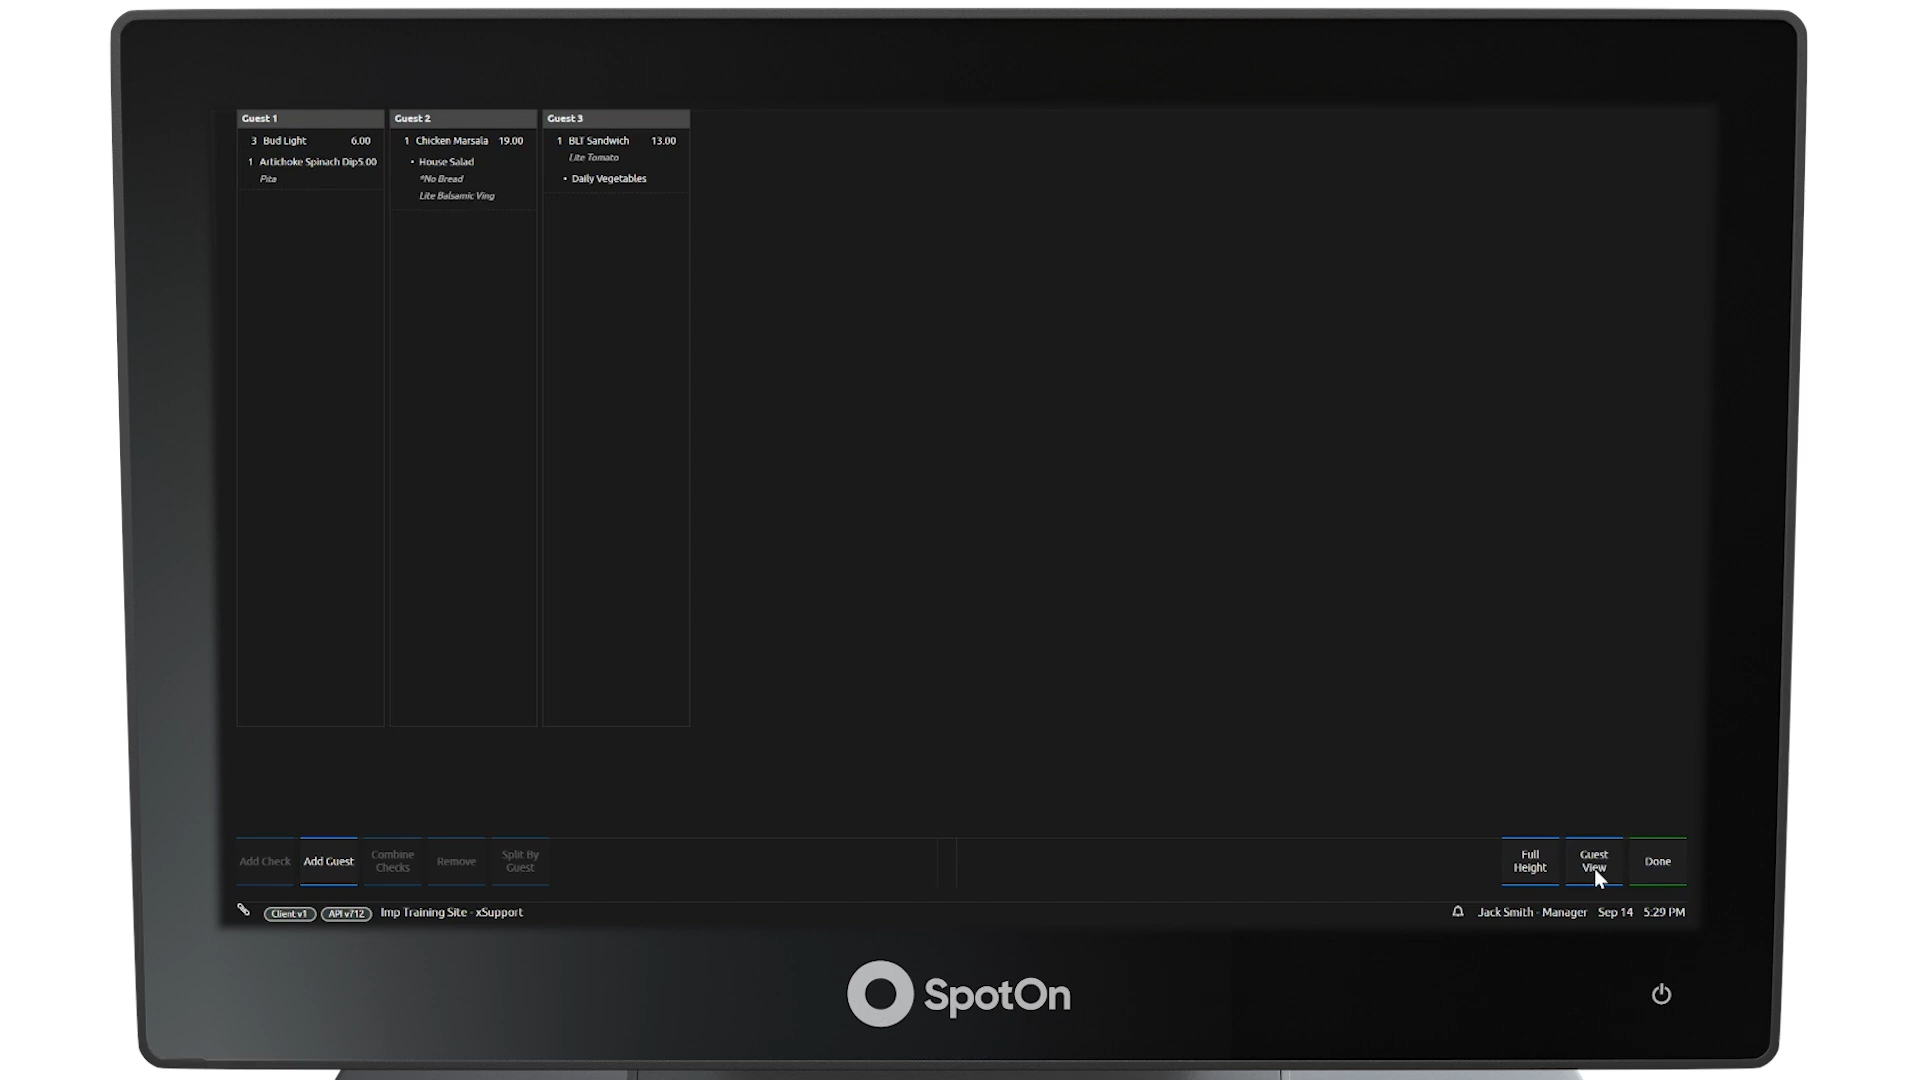 Guest 1
3 Bud Light 6.00
1 Artichoke Spinach Dip5.00
Pita
Guest 2
1 Chicken Marsala 19.00
• House Salad
*No Bread
Lite Balsamic Ving
Guest 3
1 BLT Sandwich 13.00
Lite Tomato
• Daily Vegetables
Add Check
Add Guest
Combine
Checks
Remove
Split By
Guest
Full
Height
Guest
View
Done
Client v1 API v712 Imp Training Site - xSupport
Jack Smith - Manager Sep 14 5:29 PM
SpotOn